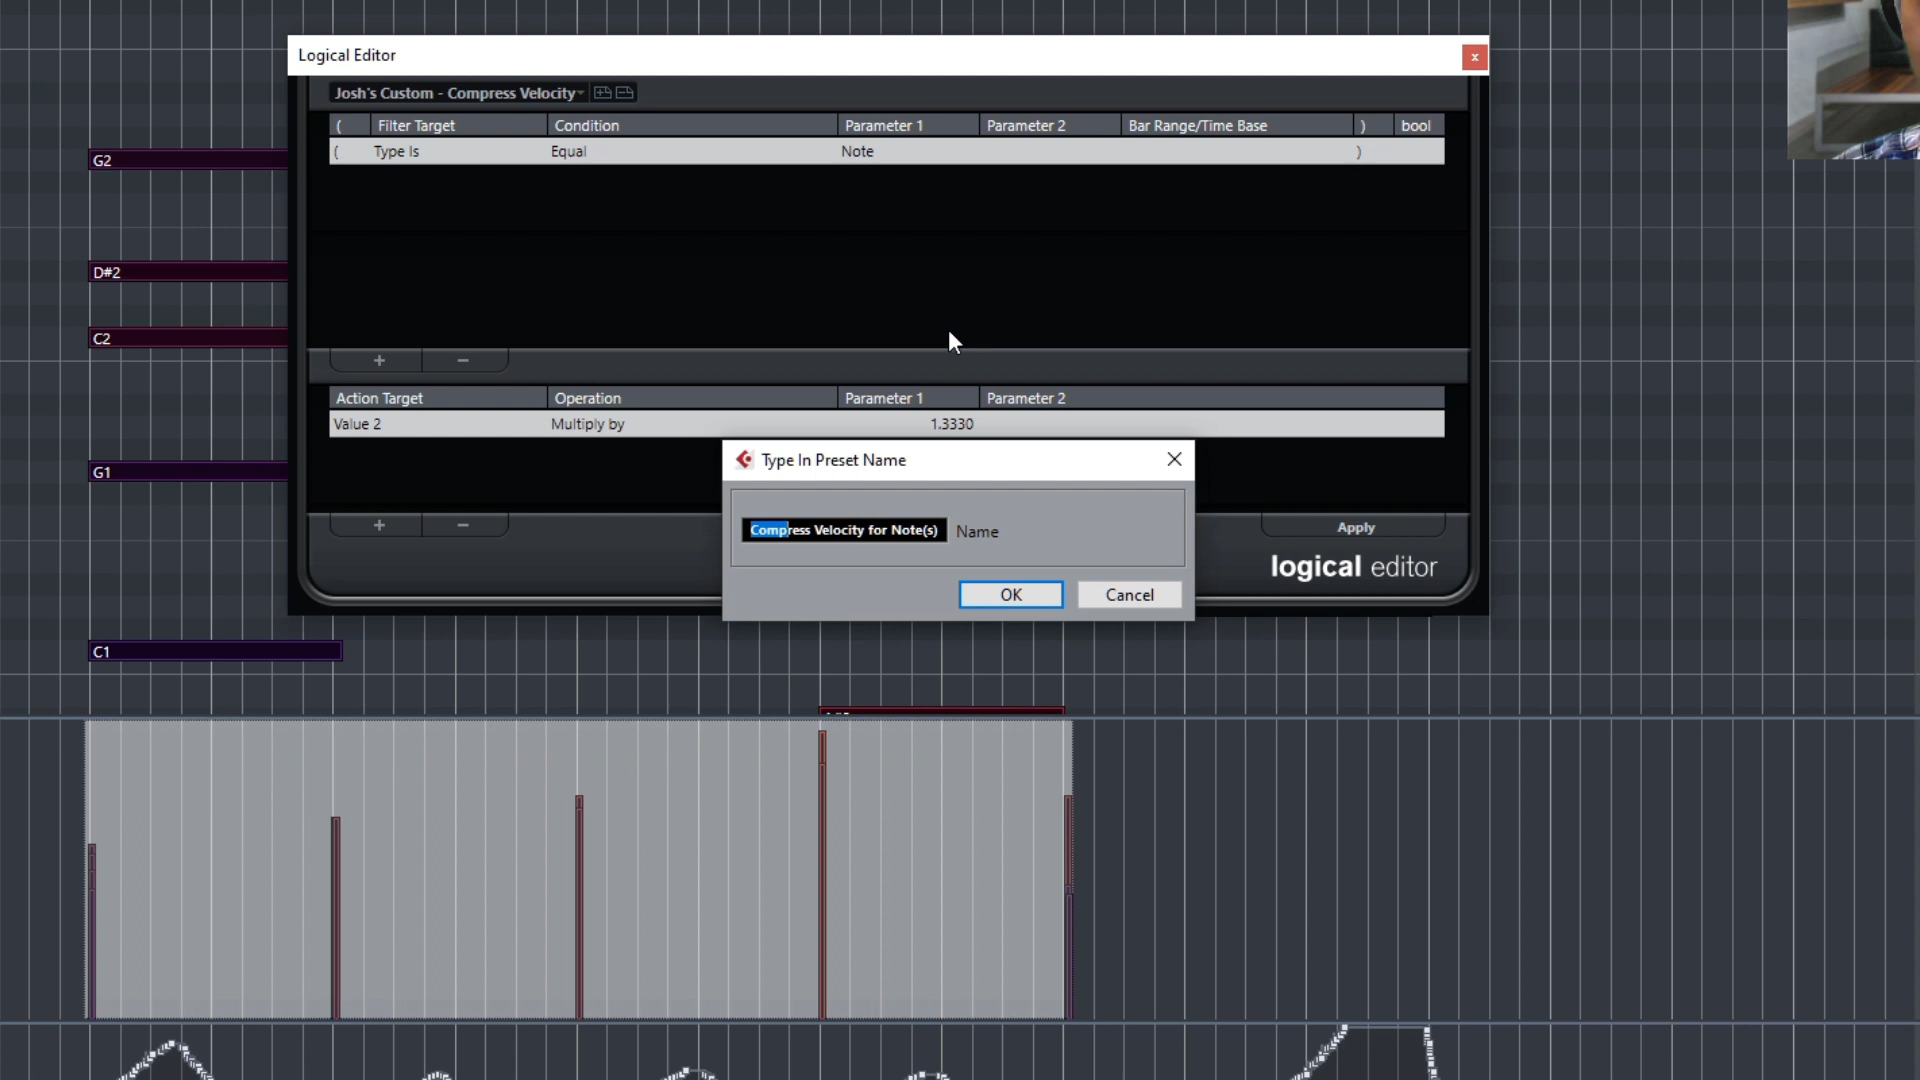 Logical Editor
x
Josh's Custom - Compress Velocity
( Filter Target Condition Parameter 1 Parameter 2 Bar Range/Time Base ) bool
( Type Is Equal Note )
G2
D#2
C2
+ −
Action Target Operation Parameter 1 Parameter 2
Value 2 Multiply by 1.3330
Type In Preset Name
G1
+ −
Compress Velocity for Note(s) Name
Apply
logical editor
OK Cancel
C1